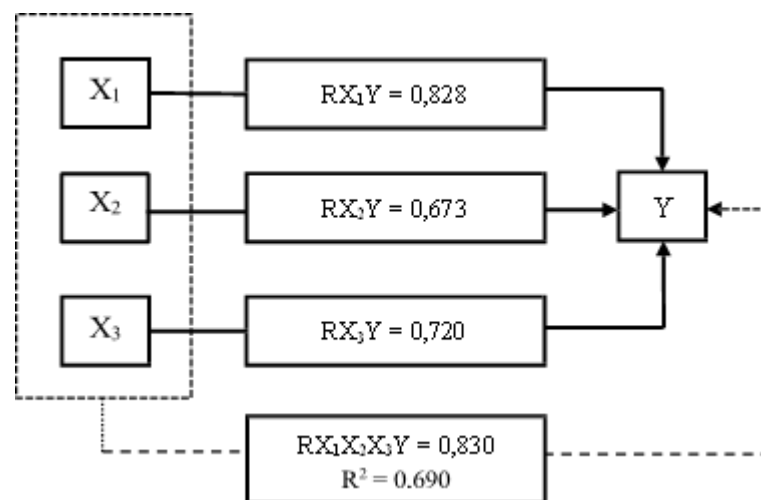 X₁
RX₁Y = 0,828
X₂
RX₂Y = 0,673
Y
X₃
RX₃Y = 0,720
RX₁X₂X₃Y = 0,830
R² = 0.690